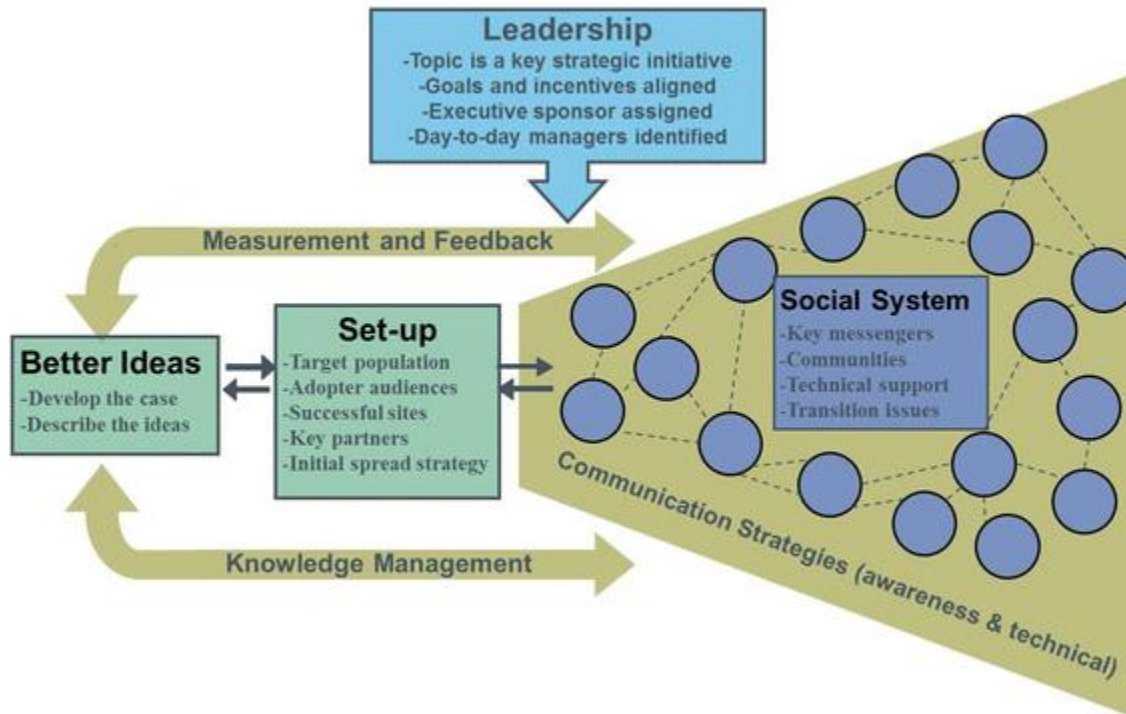 Leadership
-Topic is a key strategic initiative
-Goals and incentives aligned
-Executive sponsor assigned
-Day-to-day managers identified
Measurement and Feedback
Better Ideas
-Develop the case
-Describe the ideas
Set-up
-Target population
-Adopter audiences
-Successful sites
-Key partners
-Initial spread strategy
Social System
-Key messengers
-Communities
-Technical support
-Transition issues
Knowledge Management
Communication Strategies (awareness & technical)